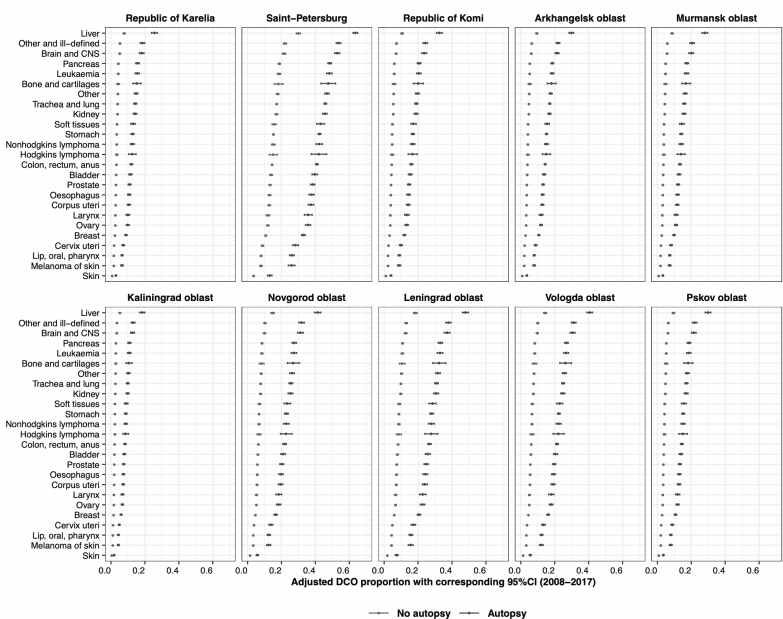 Republic of Karelia Saint–Petersburg Republic of Komi Arkhangelsk oblast Murmansk oblast
Liver
Other and ill–defined
Brain and CNS
Pancreas
Leukaemia
Bone and cartilages
Other
Trachea and lung
Kidney
Soft tissues
Stomach
Nonhodgkins lymphoma
Hodgkins lymphoma
Colon, rectum, anus
Bladder
Prostate
Oesophagus
Corpus uteri
Larynx
Ovary
Breast
Cervix uteri
Lip, oral, pharynx
Melanoma of skin
Skin
Kaliningrad oblast Novgorod oblast Leningrad oblast Vologda oblast Pskov oblast
Liver
Other and ill–defined
Brain and CNS
Pancreas
Leukaemia
Bone and cartilages
Other
Trachea and lung
Kidney
Soft tissues
Stomach
Nonhodgkins lymphoma
Hodgkins lymphoma
Colon, rectum, anus
Bladder
Prostate
Oesophagus
Corpus uteri
Larynx
Ovary
Breast
Cervix uteri
Lip, oral, pharynx
Melanoma of skin
Skin
0.0 0.2 0.4 0.6 0.0 0.2 0.4 0.6 0.0 0.2 0.4 0.6 0.0 0.2 0.4 0.6 0.0 0.2 0.4 0.6
Adjusted DCO proportion with corresponding 95%CI (2008–2017)
No autopsy Autopsy